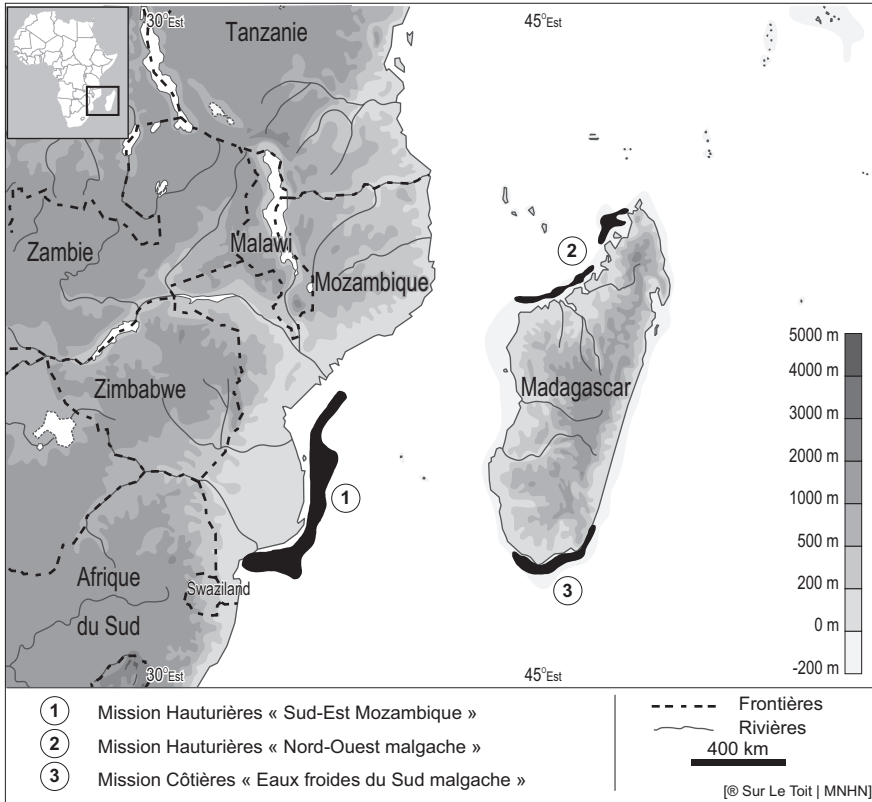 30°Est
45°Est
Tanzanie
Zambie
Malawi
Mozambique
2
Zimbabwe
Madagascar
1
Afrique
du Sud
Swaziland
3
30°Est
45°Est
5000 m
4000 m
3000 m
2000 m
1000 m
500 m
200 m
0 m
-200 m
1 Mission Hauturières « Sud-Est Mozambique »
2 Mission Hauturières « Nord-Ouest malgache »
3 Mission Côtières « Eaux froides du Sud malgache »
Frontières
Rivières
400 km
[® Sur Le Toit | MNHN]